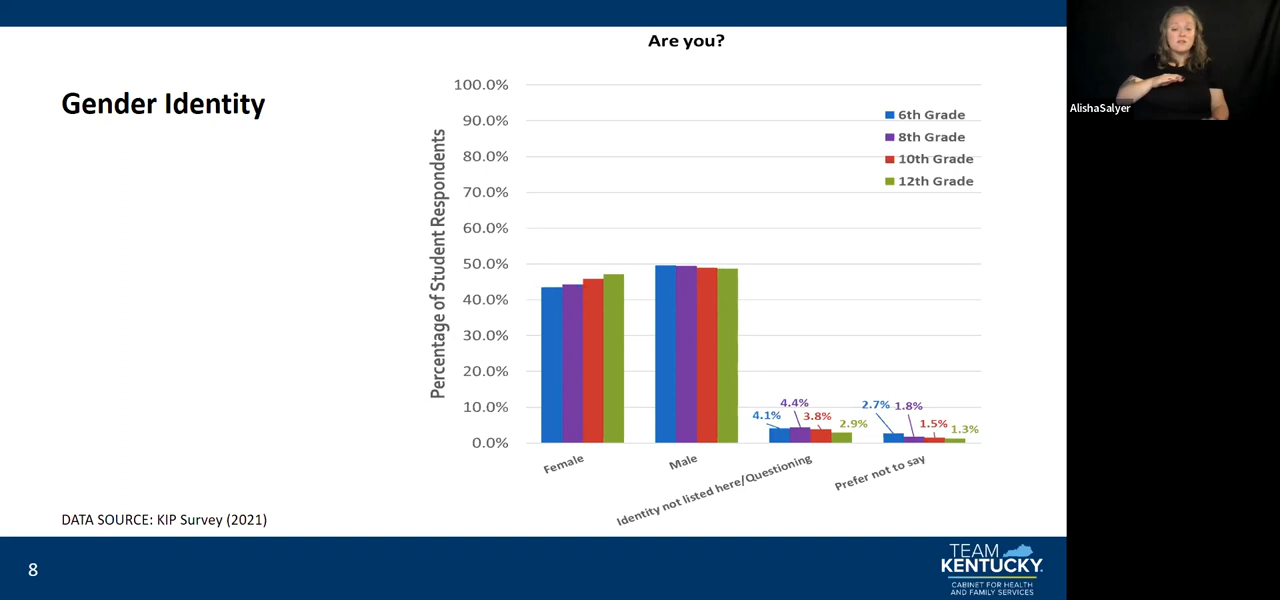 Are you?
Gender Identity
Percentage of Student Respondents
100.0%
90.0%
80.0%
70.0%
60.0%
50.0%
40.0%
30.0%
20.0%
10.0%
0.0%
6th Grade
8th Grade
10th Grade
12th Grade
4.1%
4.4%
3.8%
2.9%
2.7%
1.8%
1.5%
1.3%
Female
Male
Identity not listed here/Questioning
Prefer not to say
DATA SOURCE: KIP Survey (2021)
8
TEAM
KENTUCKY
CABINET FOR HEALTH
AND FAMILY SERVICES
AlishaSalyer